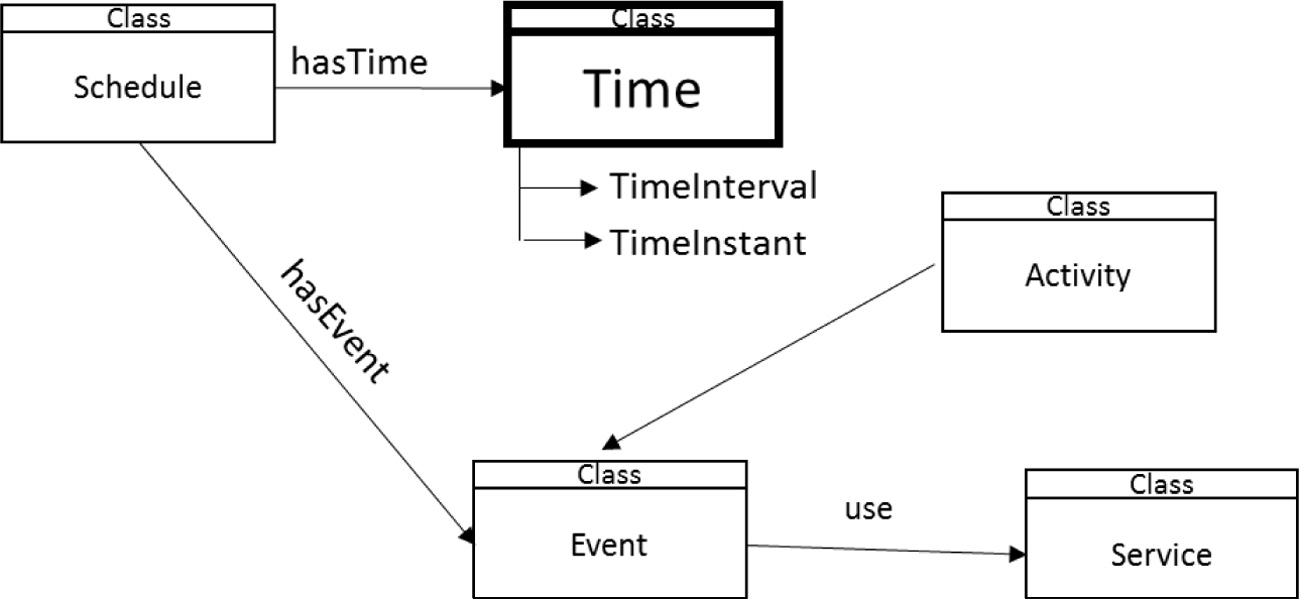 Class
Schedule
hasTime
Class
Time
TimeInterval
TimeInstant
Class
Activity
hasEvent
Class
Event
use
Class
Service